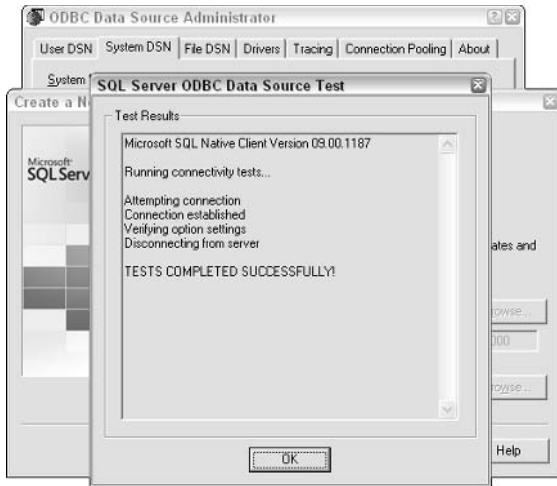 ODBC Data Source Administrator
User DSN System DSN File DSN Drivers Tracing Connection Pooling About
System
Create a N
SQL Server ODBC Data Source Test
Test Results
Microsoft SQL Native Client Version 09.00.1187
Running connectivity tests...
Attempting connection
Connection established
Verifying option settings
Disconnecting from server
TESTS COMPLETED SUCCESSFULLY!
Microsoft
SQL Serv
ates and
rowse...
000
rowse...
OK
Help